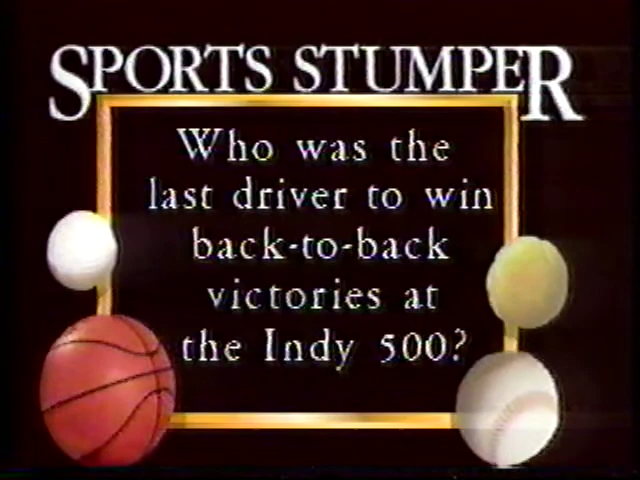 SPORTS STUMPER
Who was the
last driver to win
back-to-back
victories at
the Indy 500?